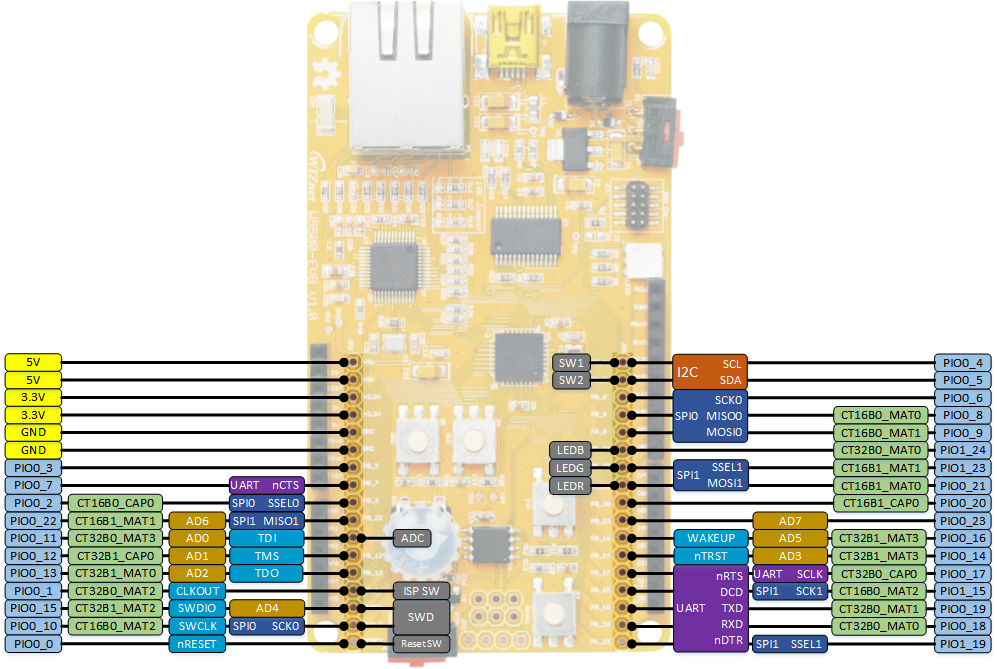 WIZnet W5500-EVB V1.0
5V
5V
3.3V
3.3V
GND
GND
PIO0_3
PIO0_7 UART nCTS
PIO0_2 CT16B0_CAP0 SPI0 SSEL0
PIO0_22 CT16B1_MAT1 AD6 SPI1 MISO1
PIO0_11 CT32B0_MAT3 AD0 TDI ADC
PIO0_12 CT32B1_CAP0 AD1 TMS
PIO0_13 CT32B1_MAT0 AD2 TDO
PIO0_1 CT32B0_MAT2 CLKOUT ISP SW
PIO0_15 CT32B1_MAT2 SWDIO AD4
SWD
PIO0_10 CT16B0_MAT2 SWCLK SPI0 SCK0
PIO0_0 nRESET Reset SW
SW1 I2C SCL PIO0_4
SW2 SDA PIO0_5
SCK0 PIO0_6
SPI0 MISO0 CT16B0_MAT0 PIO0_8
MOSI0 CT16B0_MAT1 PIO0_9
LEDB CT32B0_MAT0 PIO1_24
LEDG SPI1 SSEL1 CT16B1_MAT1 PIO1_23
LEDR MOSI1 CT16B1_MAT0 PIO0_21
CT16B1_CAP0 PIO0_20
AD7 PIO0_23
WAKEUP AD5 CT32B1_MAT3 PIO0_16
nTRST AD3 CT32B1_MAT3 PIO0_14
nRTS UART SCLK CT32B0_CAP0 PIO0_17
DCD SPI1 SCK1 CT16B0_MAT2 PIO1_15
UART TXD CT32B0_MAT1 PIO0_19
RXD CT32B0_MAT0 PIO0_18
nDTR SPI1 SSEL1 PIO1_19